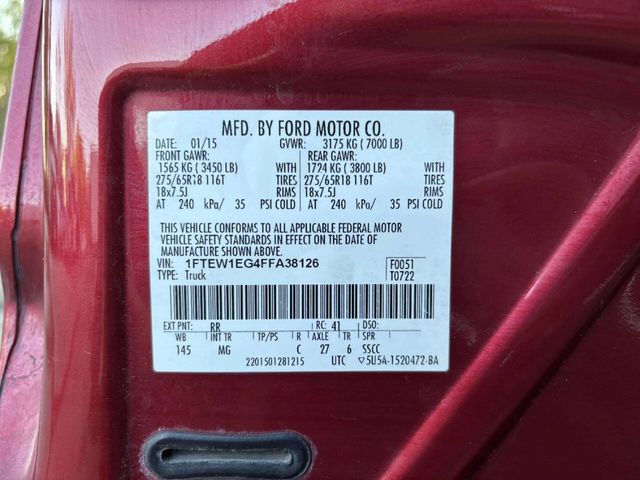 MFD. BY FORD MOTOR CO.
DATE: 01/15 GVWR: 3175 KG ( 7000 LB)
FRONT GAWR: REAR GAWR:
1565 KG ( 3450 LB) WITH 1724 KG ( 3800 LB) WITH
275/65R18 116T TIRES 275/65R18 116T TIRES
18x7.5J RIMS 18x7.5J RIMS
AT 240 kPa/ 35 PSI COLD AT 240 kPa/ 35 PSI COLD
THIS VEHICLE CONFORMS TO ALL APPLICABLE FEDERAL MOTOR
VEHICLE SAFETY STANDARDS IN EFFECT ON THE DATE OF
MANUFACTURE SHOWN ABOVE.
VIN: 1FTEW1EG4FFA38126 F0051
TYPE: Truck T0722
EXT PNT: RR RC: 41 DSO:
WB INT TR TP/PS R AXLE TR SPR
145 MG C 27 6 SSCC
2201501281215 UTC ▽5U5A-1520472-BA